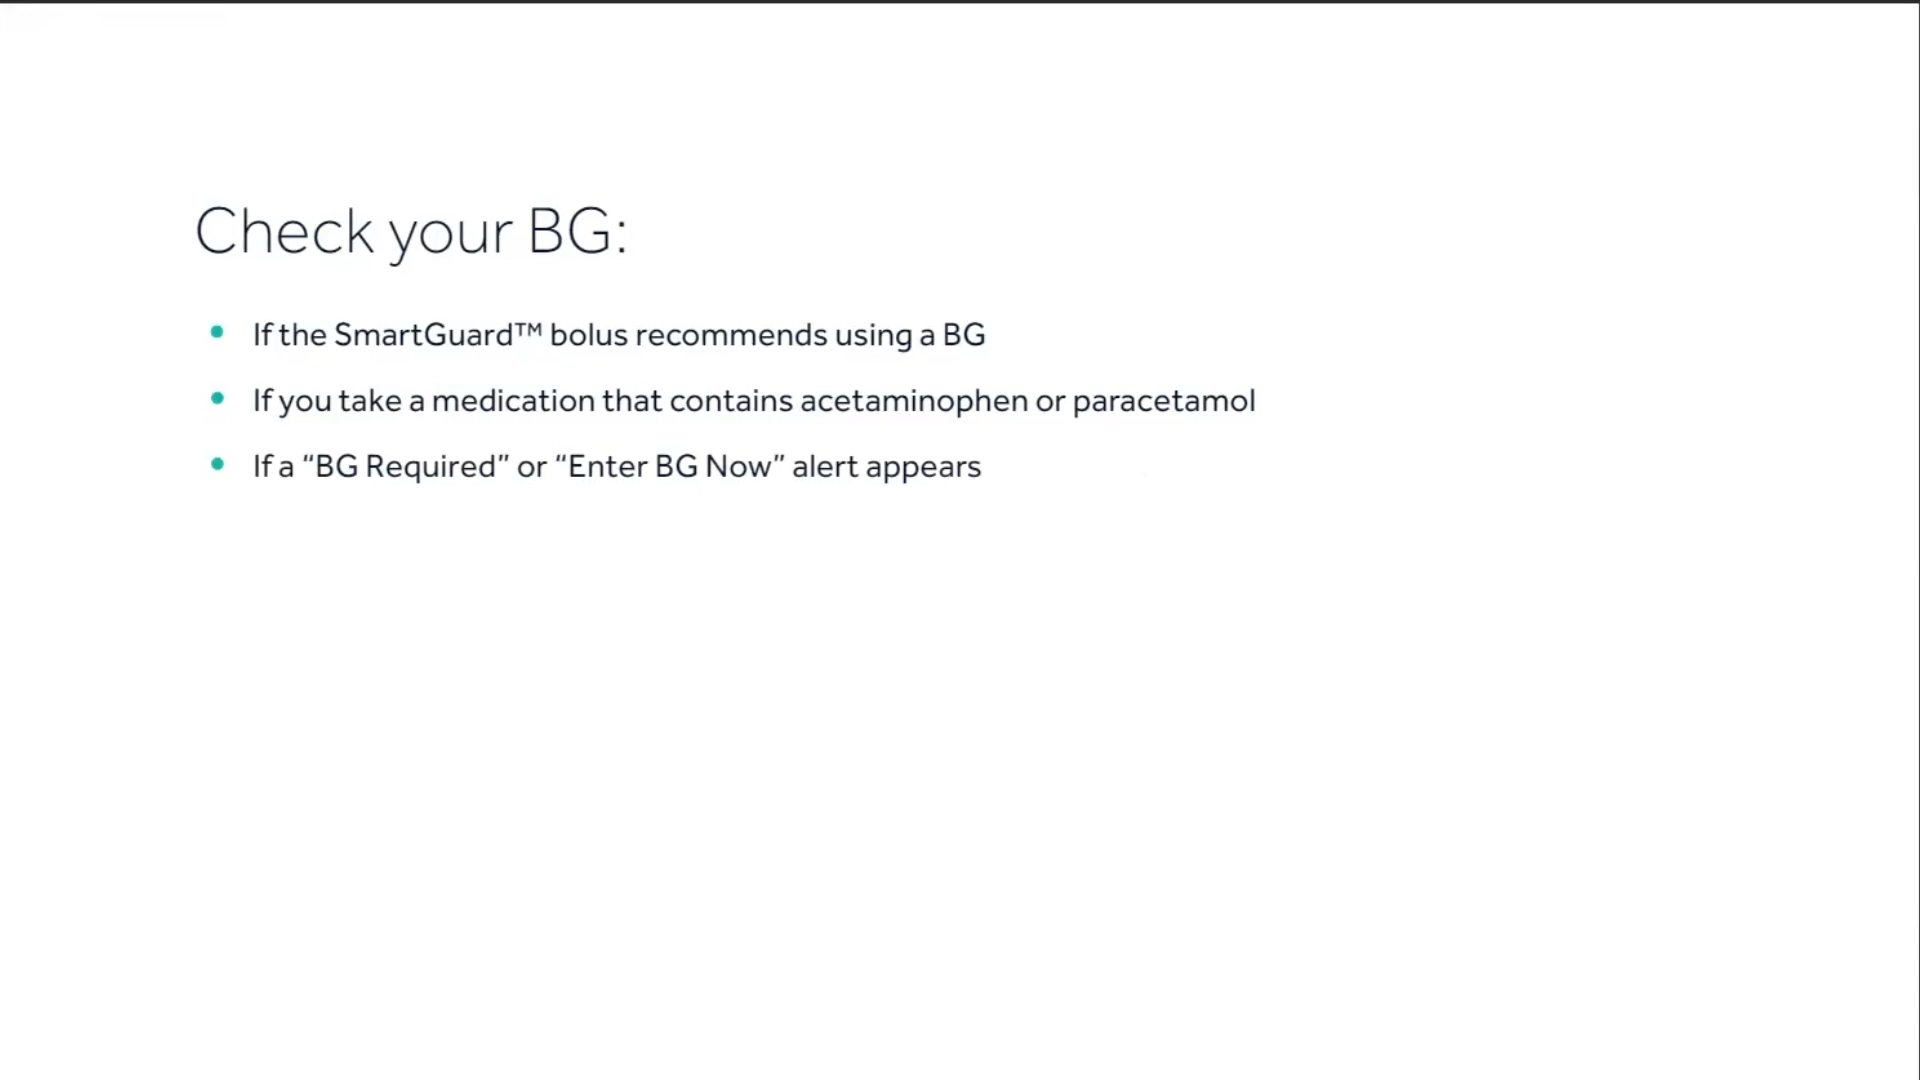 Check your BG:
• If the SmartGuard™ bolus recommends using a BG
• If you take a medication that contains acetaminophen or paracetamol
• If a “BG Required” or “Enter BG Now” alert appears